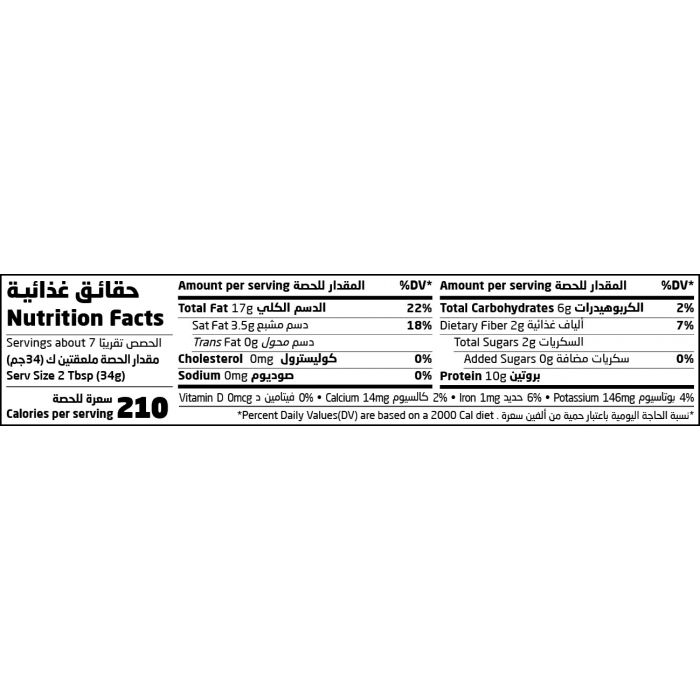 حقائق غذائية
Nutrition Facts
Servings about 7 الحصص تقريبًا
مقدار الحصة ملعقتين ك (34جم)
Serv Size 2 Tbsp (34g)
سعرة للحصة
Calories per serving 210
Amount per serving المقدار للحصة %DV*
Total Fat 17g الدسم الكلي 22%
Sat Fat 3.5g دسم مشبع 18%
Trans Fat 0g دسم محول
Cholesterol 0mg كوليسترول 0%
Sodium 0mg صوديوم 0%
Amount per serving المقدار للحصة %DV*
Total Carbohydrates 6g الكربوهيدرات 2%
Dietary Fiber 2g ألياف غذائية 7%
Total Sugars 2g السكريات
Added Sugars 0g سكريات مضافة 0%
Protein 10g بروتين
Vitamin D 0mcg فيتامين د 0% • Calcium 14mg كالسيوم 2% • Iron 1mg حديد 6% • Potassium 146mg بوتاسيوم 4%
*Percent Daily Values(DV) are based on a 2000 Cal diet . نسبة الحاجة اليومية باعتبار حمية من ألفين سعرة*